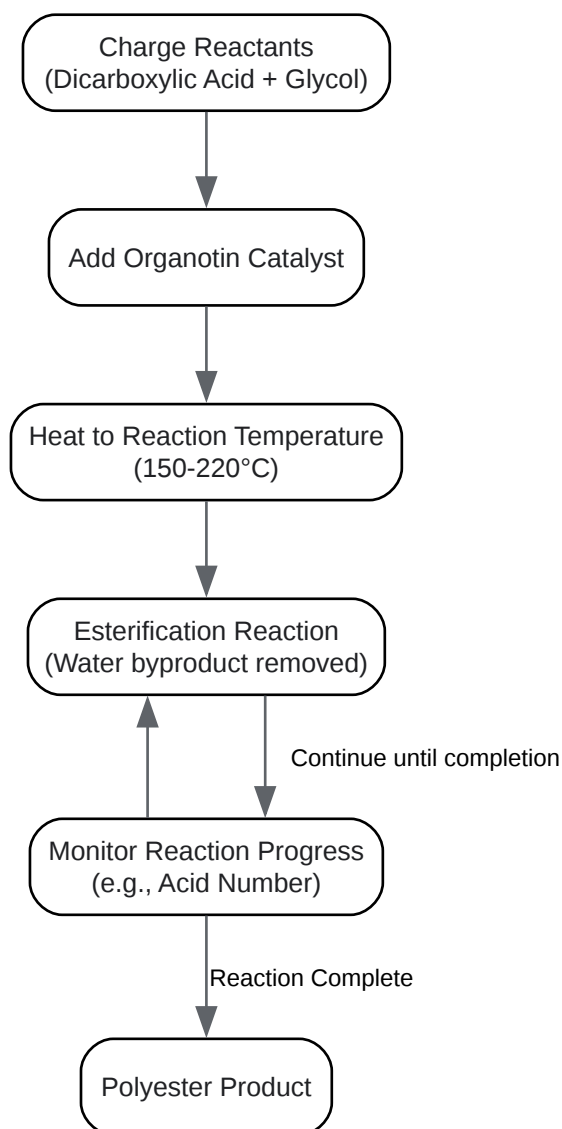 Charge Reactants
(Dicarboxylic Acid + Glycol)
Add Organotin Catalyst
Heat to Reaction Temperature
(150-220°C)
Esterification Reaction
(Water byproduct removed)
Continue until completion
Monitor Reaction Progress
(e.g., Acid Number)
Reaction Complete
Polyester Product